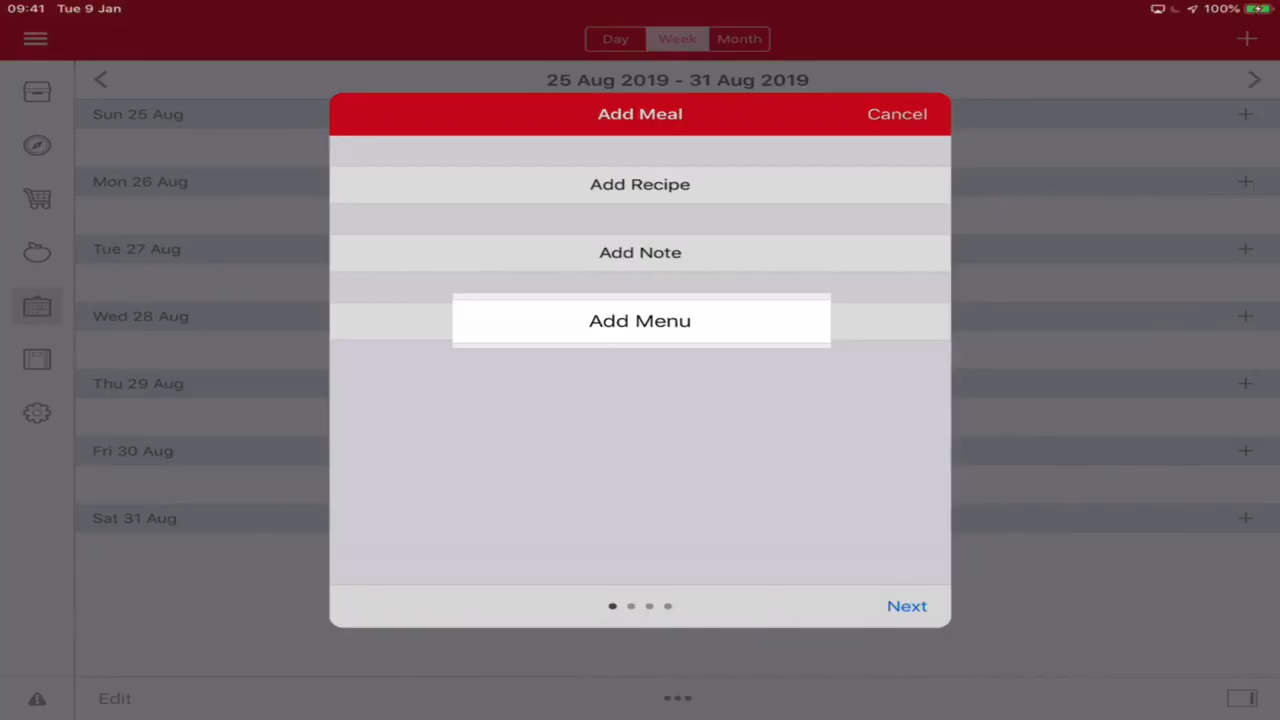 09:41 Tue 9 Jan
100%
Day Week Month
25 Aug 2019 - 31 Aug 2019
Sun 25 Aug
Mon 26 Aug
Tue 27 Aug
Wed 28 Aug
Thu 29 Aug
Fri 30 Aug
Sat 31 Aug
Add Meal Cancel
Add Recipe
Add Note
Add Menu
Next
Edit